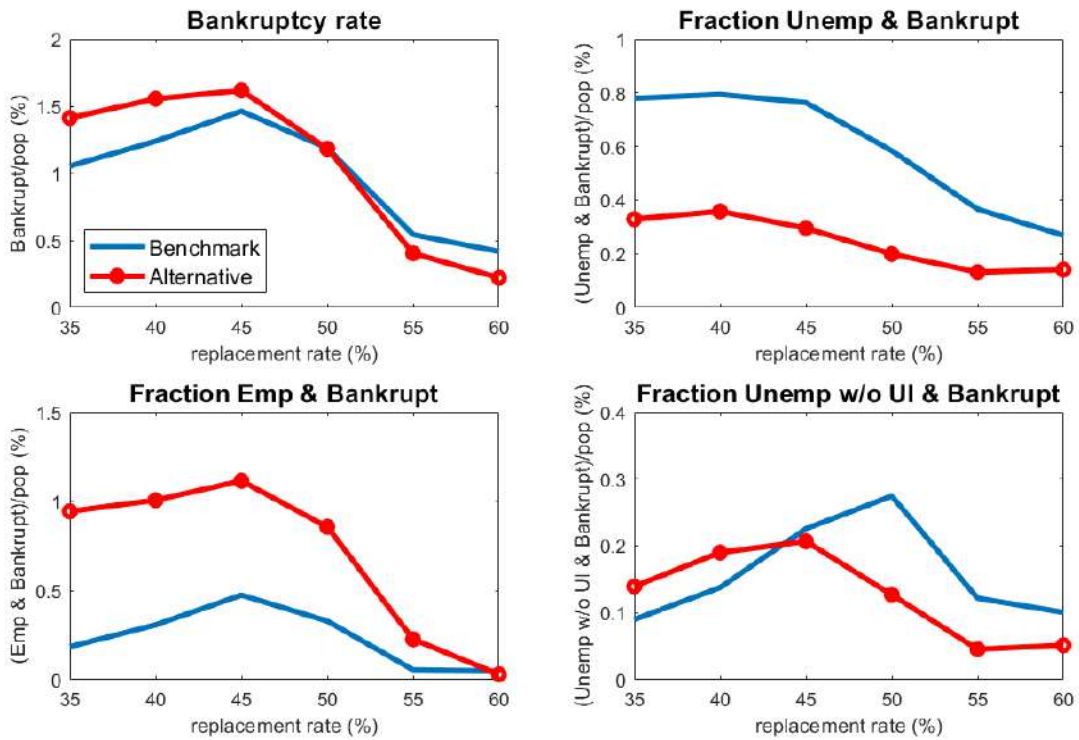 Bankruptcy rate
Bankrupt/pop (%)
2
1.5
1
0.5
0
Benchmark
Alternative
35 40 45 50 55 60
replacement rate (%)
Fraction Unemp & Bankrupt
(Unemp & Bankrupt)/pop (%)
1
0.8
0.6
0.4
0.2
0
35 40 45 50 55 60
replacement rate (%)
Fraction Emp & Bankrupt
(Emp & Bankrupt)/pop (%)
1.5
1
0.5
0
35 40 45 50 55 60
replacement rate (%)
Fraction Unemp w/o UI & Bankrupt
(Unemp w/o UI & Bankrupt)/pop (%)
0.4
0.3
0.2
0.1
0
35 40 45 50 55 60
replacement rate (%)